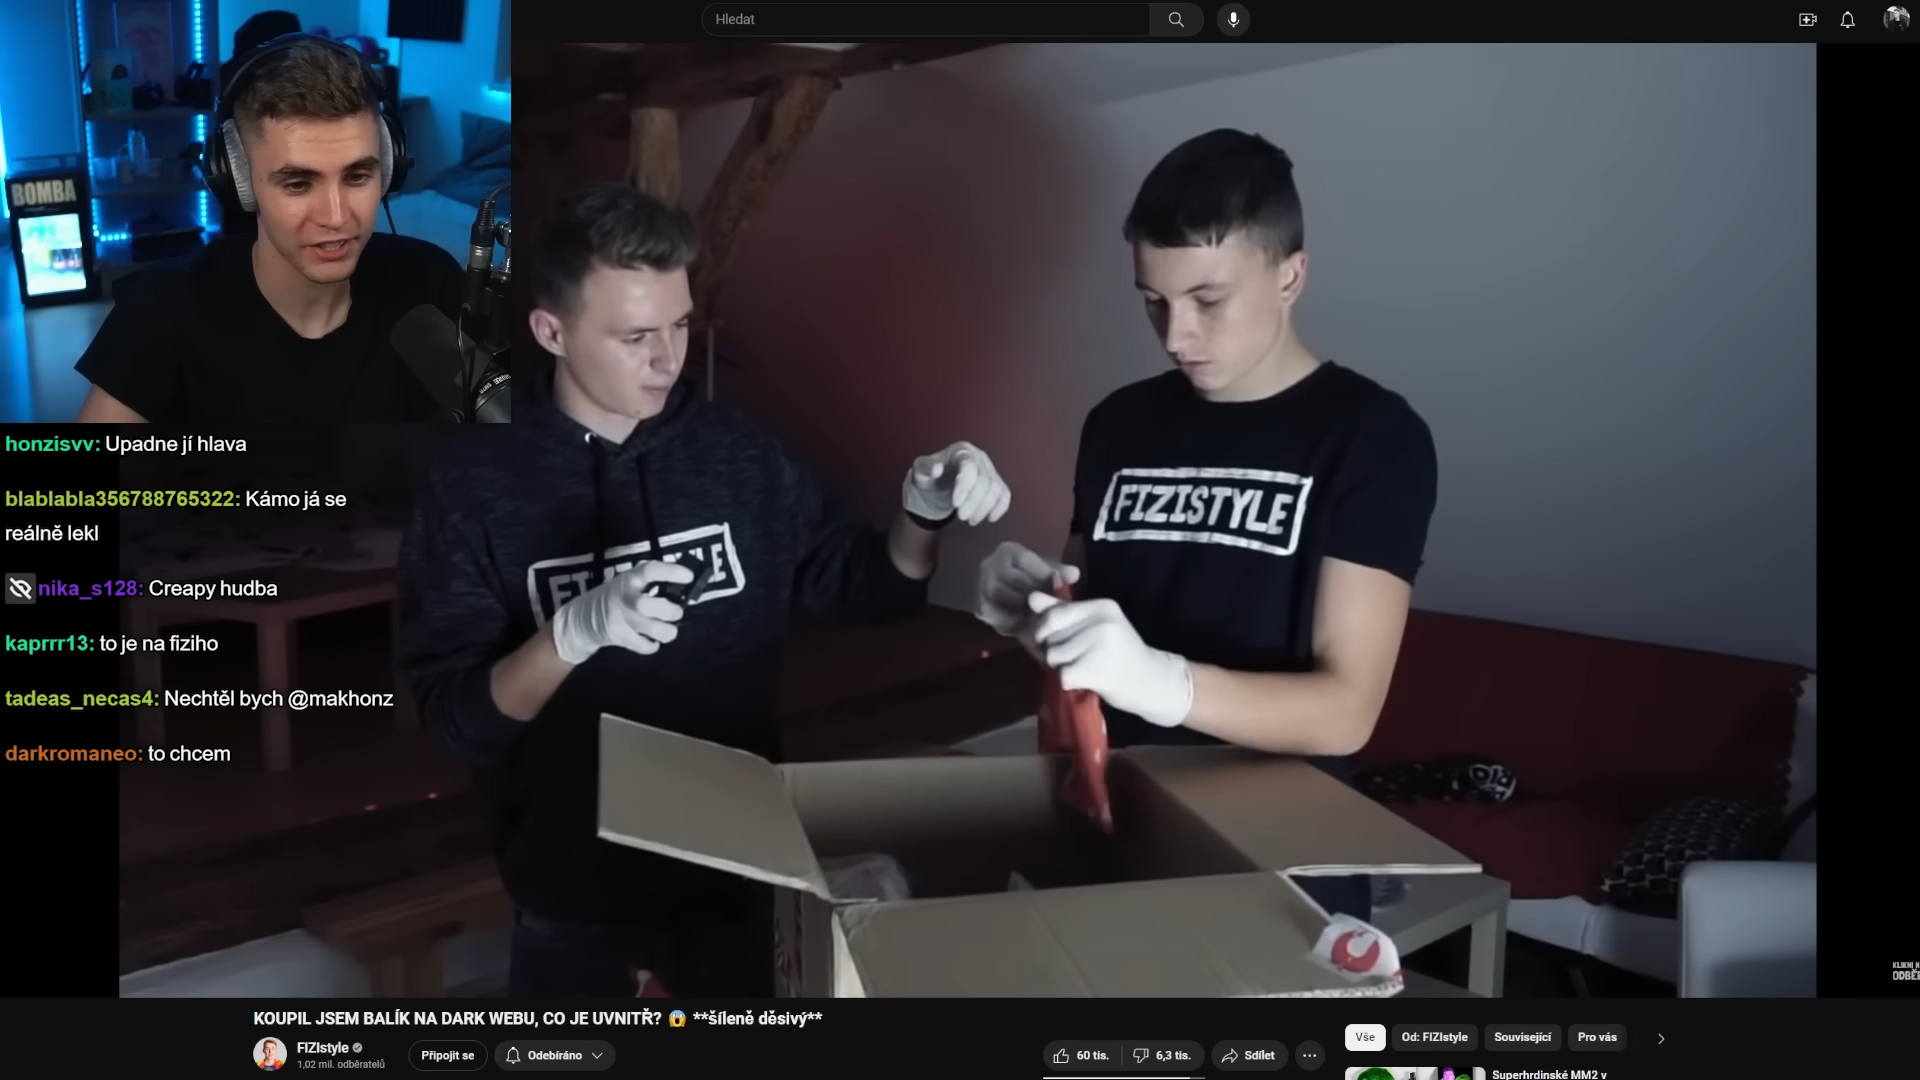 Hledat
BOMBA
FIZISTYLE
honzisvv: Upadne jí hlava
blablabla356788765322: Kámo já se
reálně lekl
nika_s128: Creapy hudba
kaprrr13: to je na fiziho
tadeas_necas4: Nechtěl bych @makhonz
darkromaneo: to chcem
KOUPIL JSEM BALÍK NA DARK WEBU, CO JE UVNITŘ? 😱 **šíleně děsivý**
FIZIstyle
1,02 mil. odběratelů
Připojit se
Odebíráno
60 tis.
6,3 tis.
Sdílet
Vše
Od: FIZIstyle
Související
Pro vás
Superhrdinské MM2 v